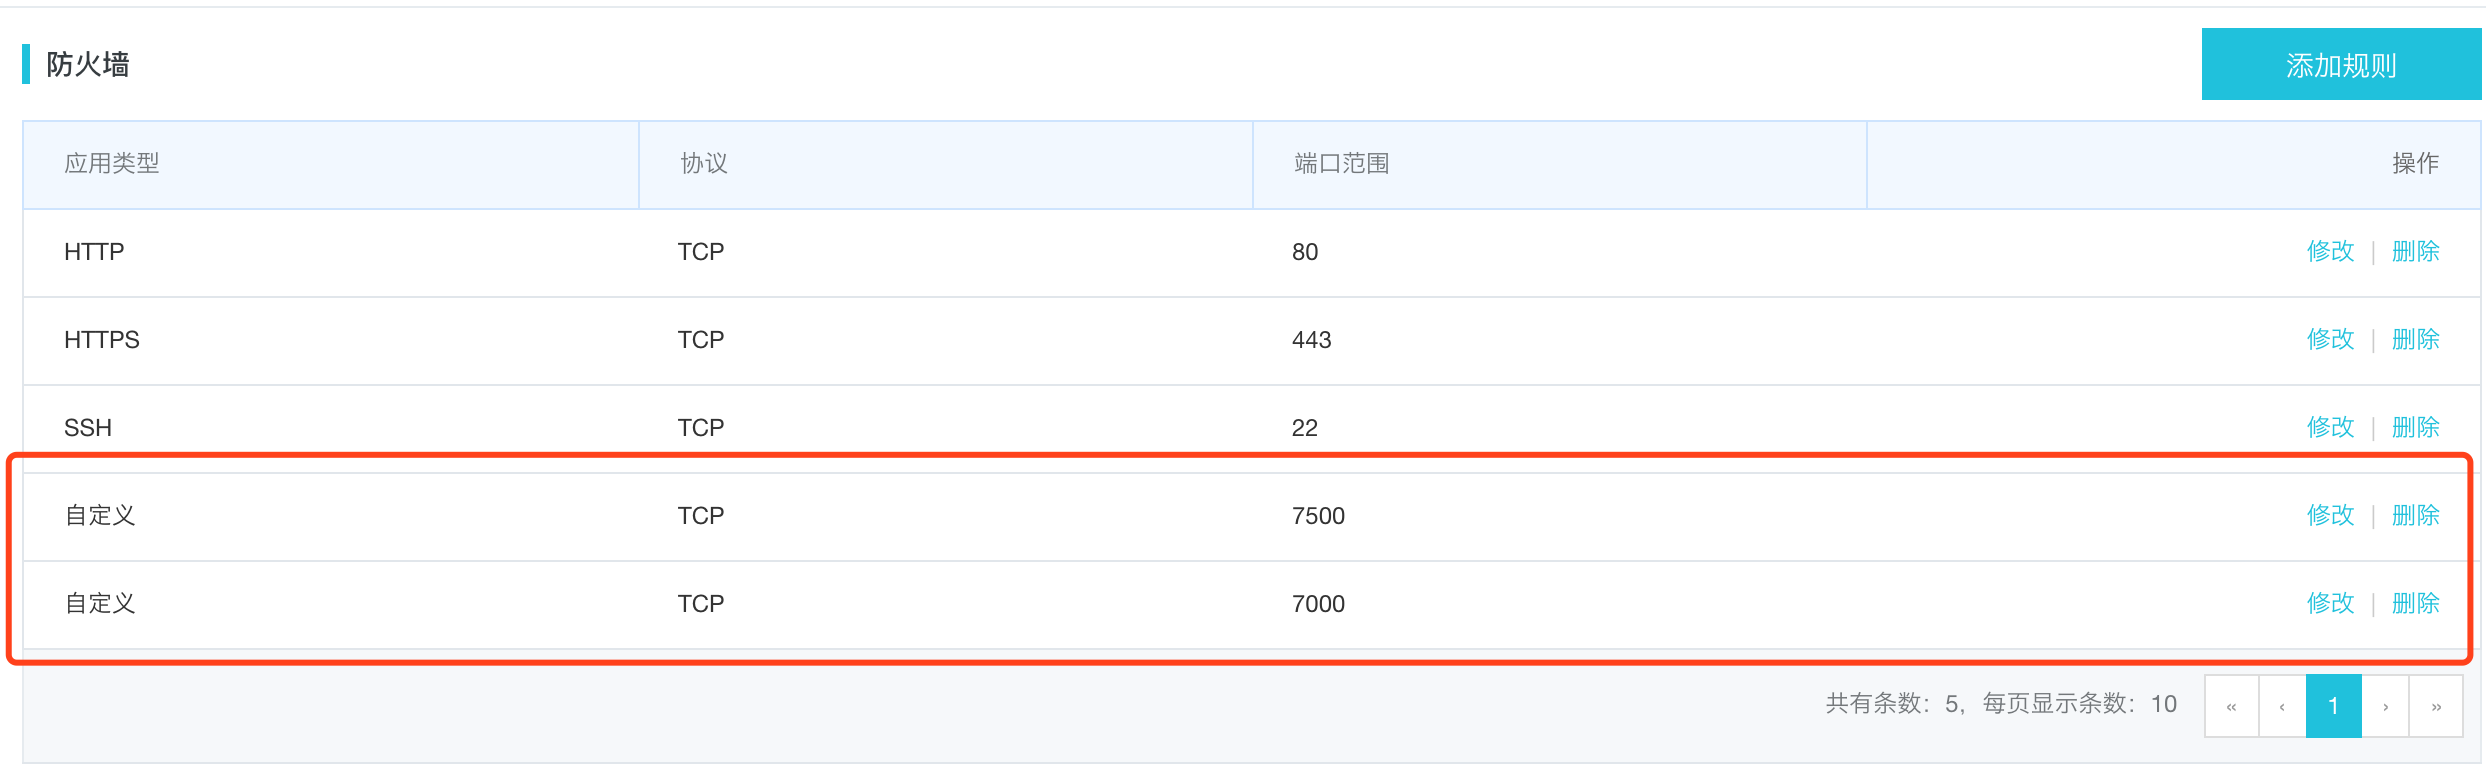 防火墙
添加规则
应用类型 协议 端口范围 操作
HTTP TCP 80 修改 | 删除
HTTPS TCP 443 修改 | 删除
SSH TCP 22 修改 | 删除
自定义 TCP 7500 修改 | 删除
自定义 TCP 7000 修改 | 删除
共有条数：5，每页显示条数：10 « ‹ 1 › »